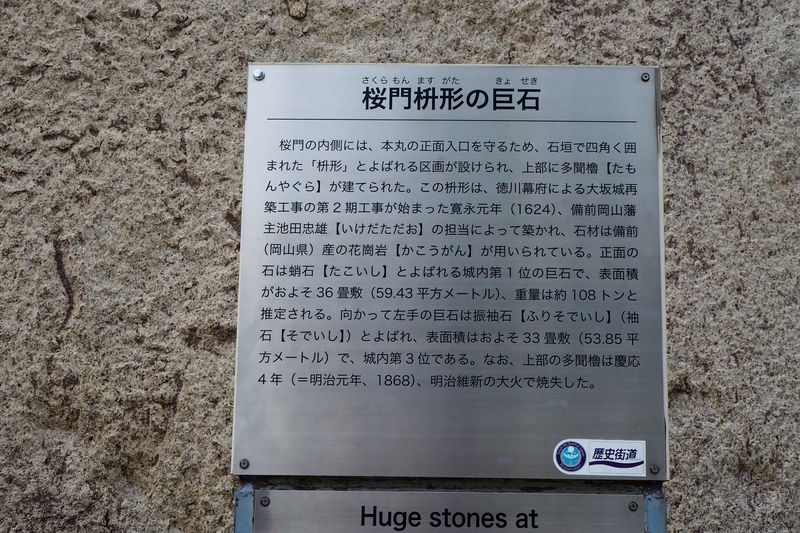 さくら もん ます がた きょ せき
桜門枡形の巨石
桜門の内側には、本丸の正面入口を守るため、石垣で四角く囲
まれた「枡形」とよばれる区画が設けられ、上部に多聞櫓【たも
んやぐら】が建てられた。この枡形は、徳川幕府による大坂城再
築工事の第2期工事が始まった寛永元年（1624）、備前岡山藩
主池田忠雄【いけだただお】の担当によって築かれ、石材は備前
（岡山県）産の花崗岩【かこうがん】が用いられている。正面の
石は蛸石【たこいし】とよばれる城内第1位の巨石で、表面積
がおよそ36畳敷（59.43平方メートル）、重量は約108トンと
推定される。向かって左手の巨石は振袖石【ふりそでいし】（袖
石【そでいし】）とよばれ、表面積はおよそ33畳敷（53.85平
方メートル）で、城内第3位である。なお、上部の多聞櫓は慶応
4年（＝明治元年、1868）、明治維新の大火で焼失した。
歴史街道
Huge stones at